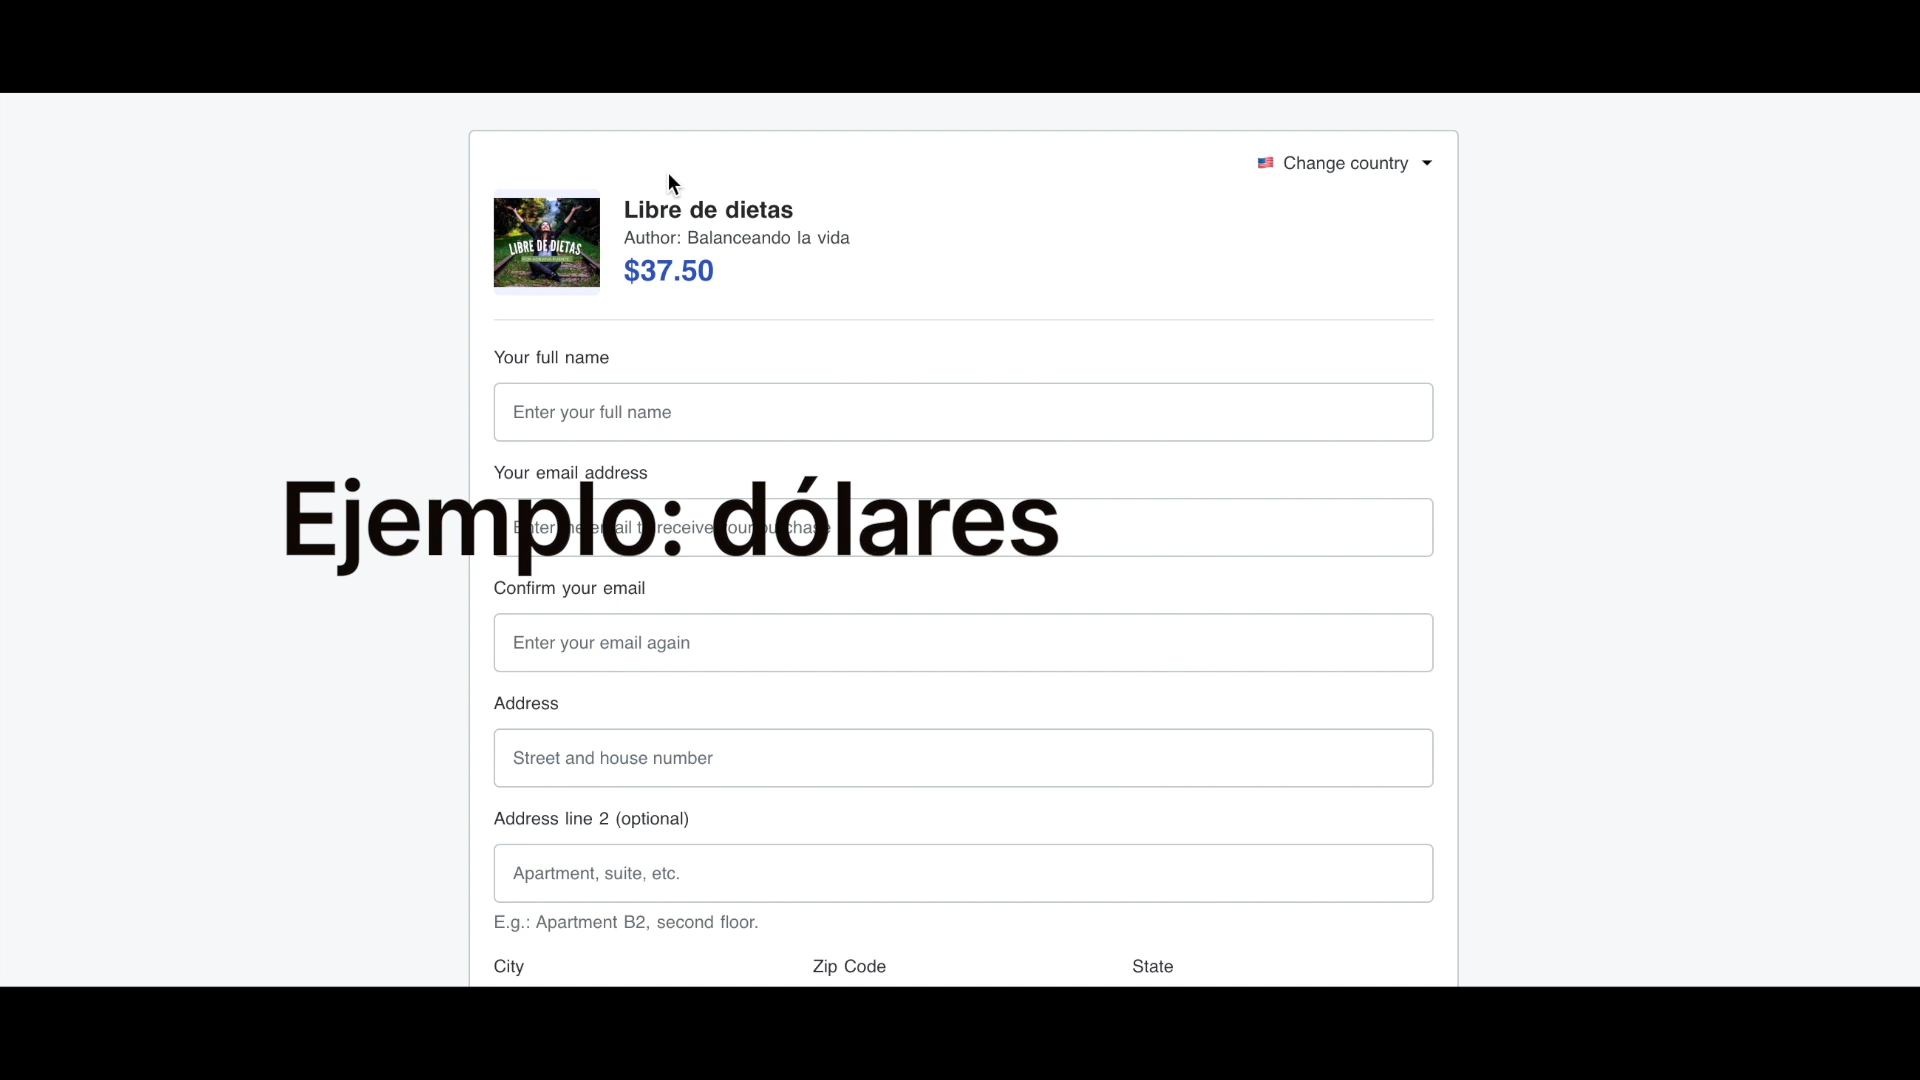 Change country
Libre de dietas
Author: Balanceando la vida
$37.50
LIBRE DE DIETAS
Your full name
Enter your full name
Your email address
Ejemplo: dólares
Confirm your email
Enter your email again
Address
Street and house number
Address line 2 (optional)
Apartment, suite, etc.
E.g.: Apartment B2, second floor.
City Zip Code State